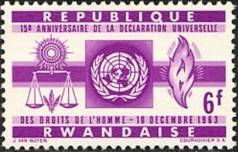 REPUBLIQUE
15e ANNIVERSAIRE DE LA DECLARATION UNIVERSELLE
6f
DES DROITS DE L'HOMME - 10 DECEMBRE 1963
RWANDAISE
J. VAN NOTEN COURVOISIER S.A.